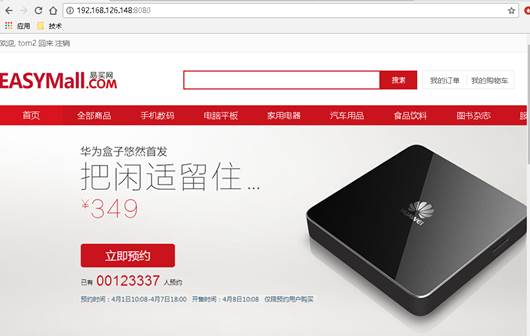 192.168.126.148:8080
应用 技术
欢迎, tom2 回来 注销
EASYMall.COM 易买网
搜索
我的订单 我的购物车
首页 全部商品 手机数码 电脑平板 家用电器 汽车用品 食品饮料 图书杂志
华为盒子悠然首发
把闲适留住...
¥349
立即预约
已有 00123337 人预约
预约时间：4月1日10:08-4月7日18:00 开售时间：4月8日10:08 仅限预约用户购买
HUAWEI